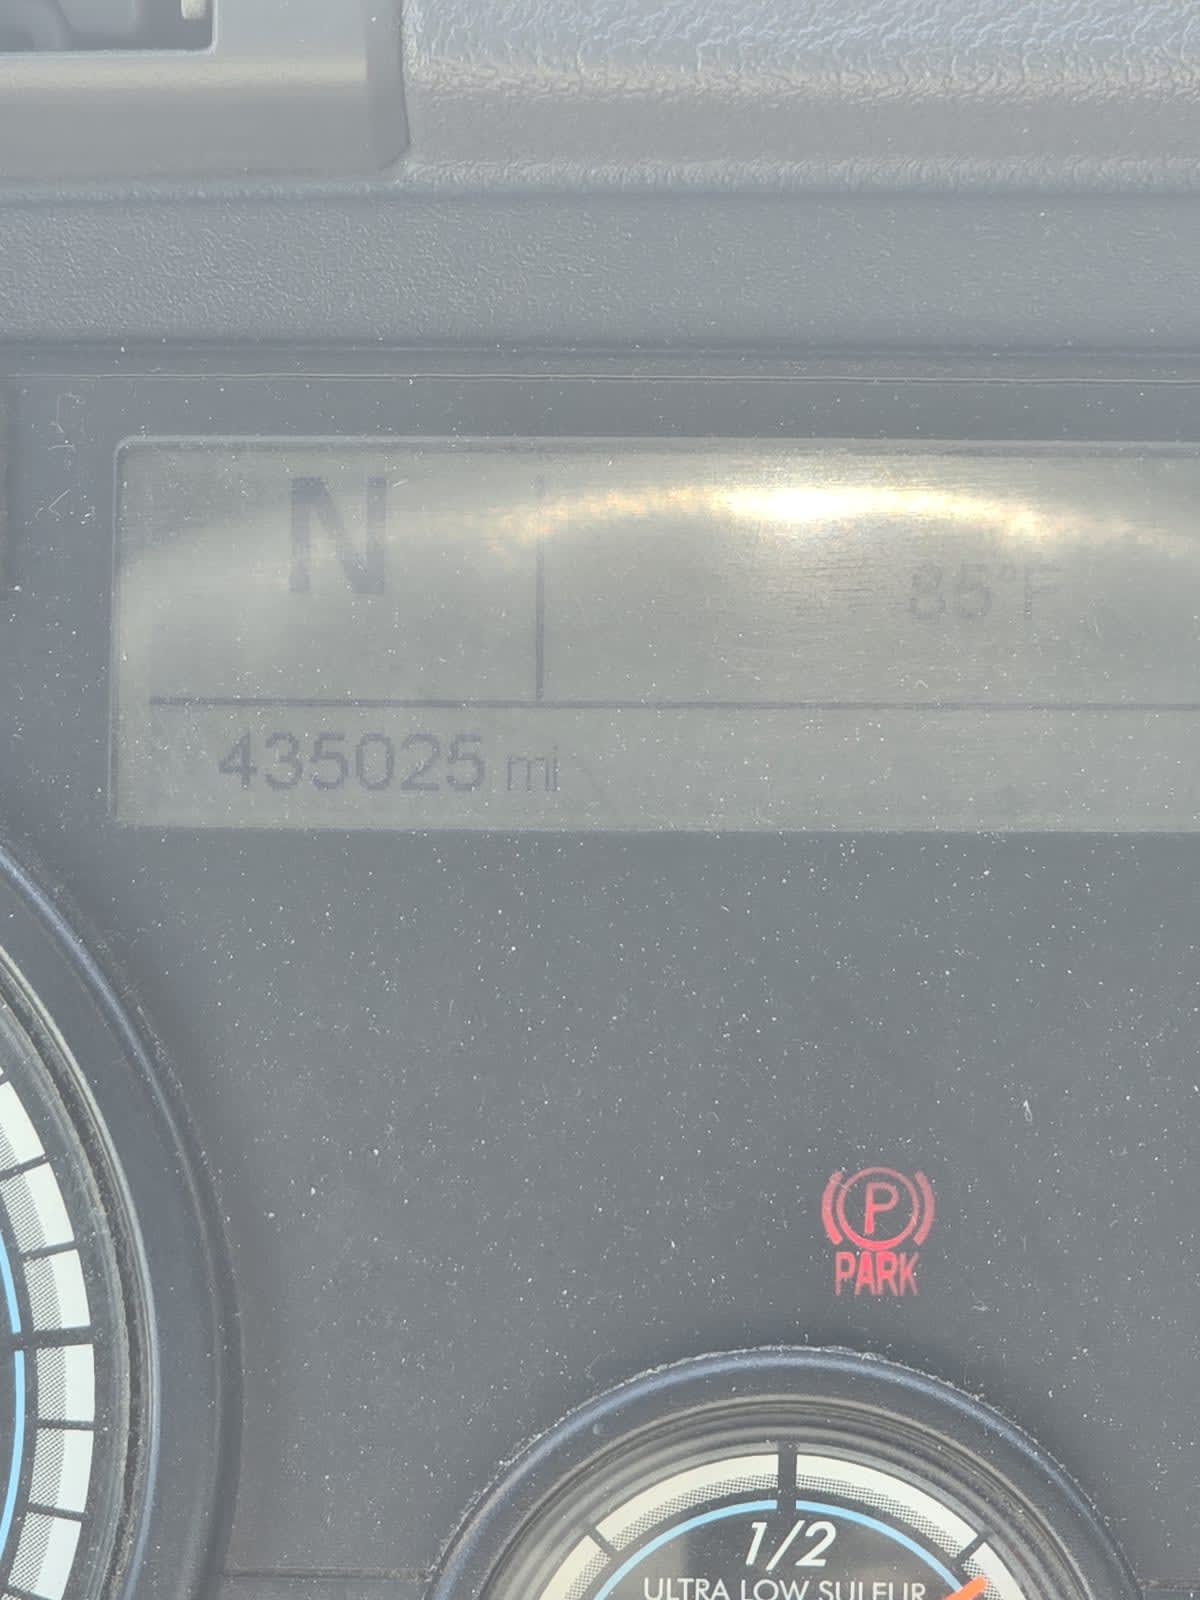 N
85°F
435025 mi
P
PARK
1/2
ULTRA LOW SULFUR